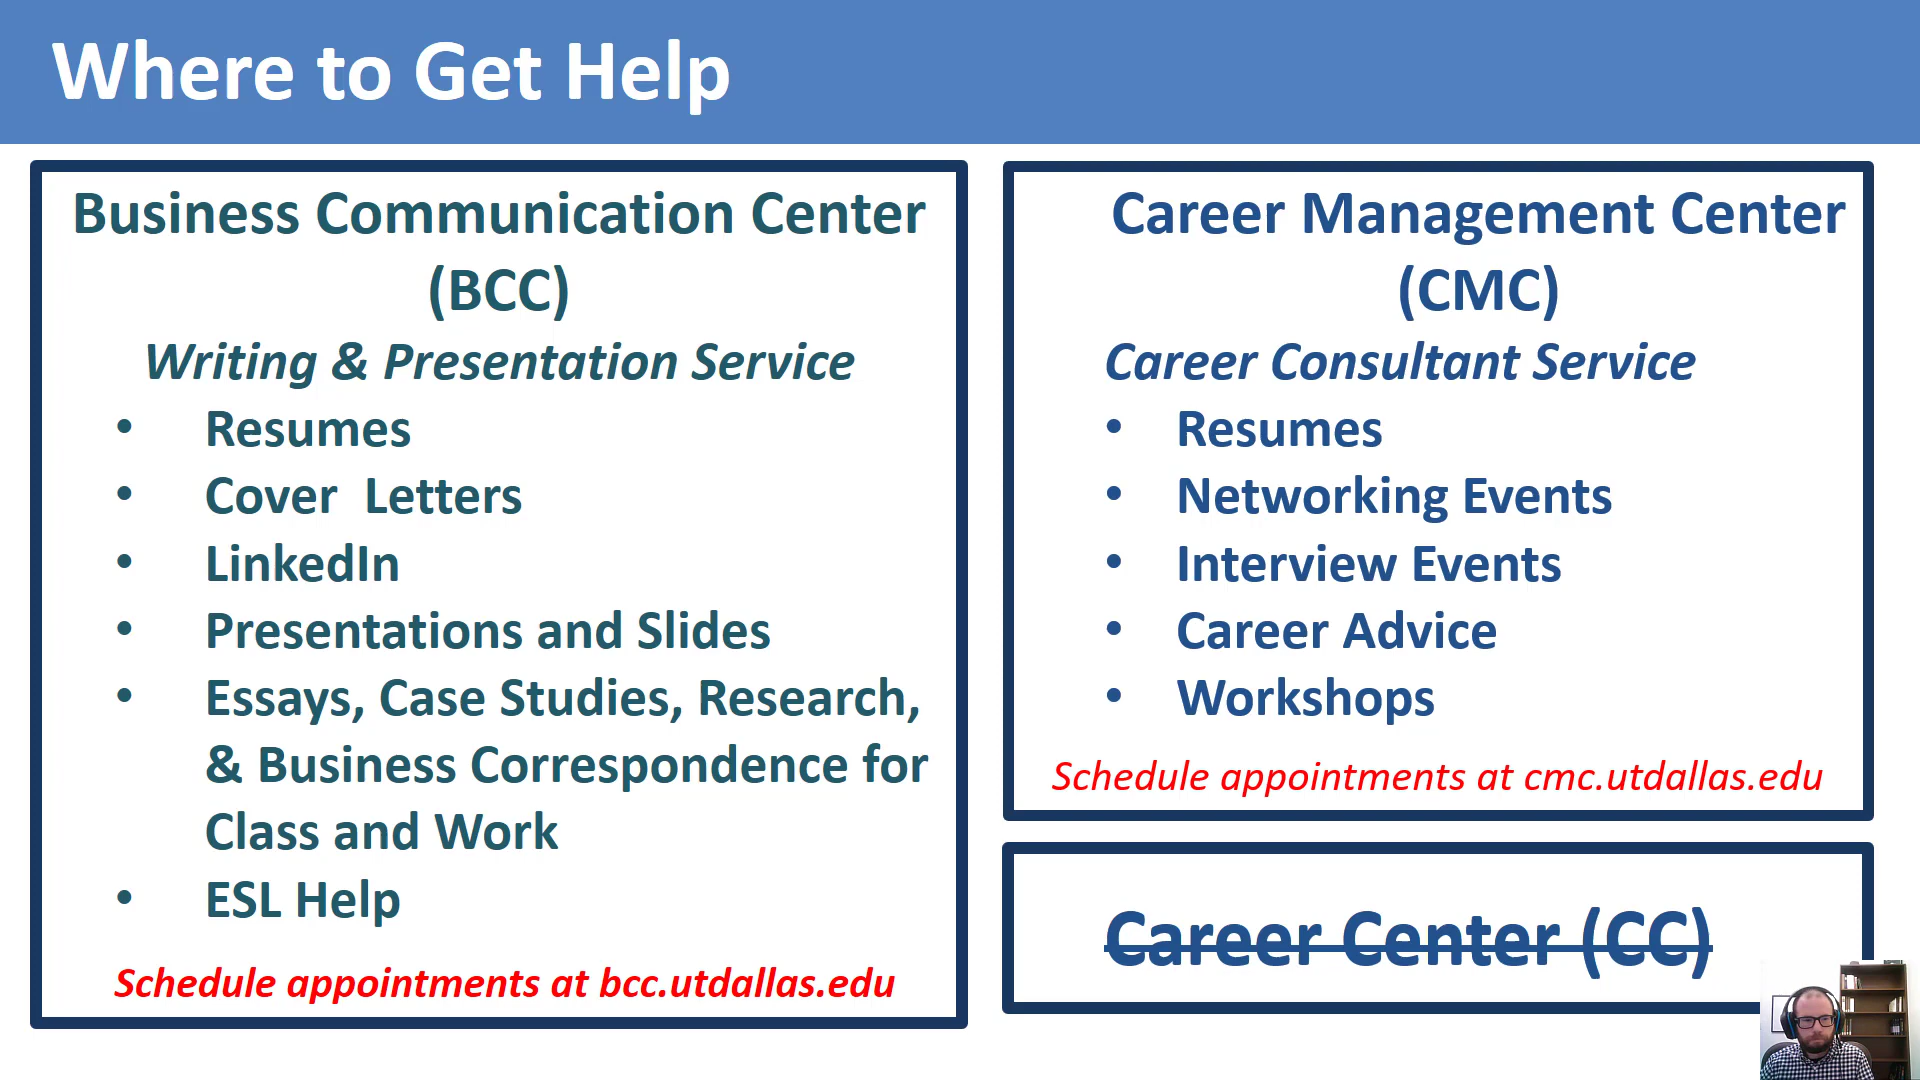 Where to Get Help
Business Communication Center
(BCC)
Writing & Presentation Service
• Resumes
• Cover  Letters
• LinkedIn
• Presentations and Slides
• Essays, Case Studies, Research,
& Business Correspondence for
Class and Work
• ESL Help
Schedule appointments at bcc.utdallas.edu
Career Management Center
(CMC)
Career Consultant Service
• Resumes
• Networking Events
• Interview Events
• Career Advice
• Workshops
Schedule appointments at cmc.utdallas.edu
Career Center (CC)